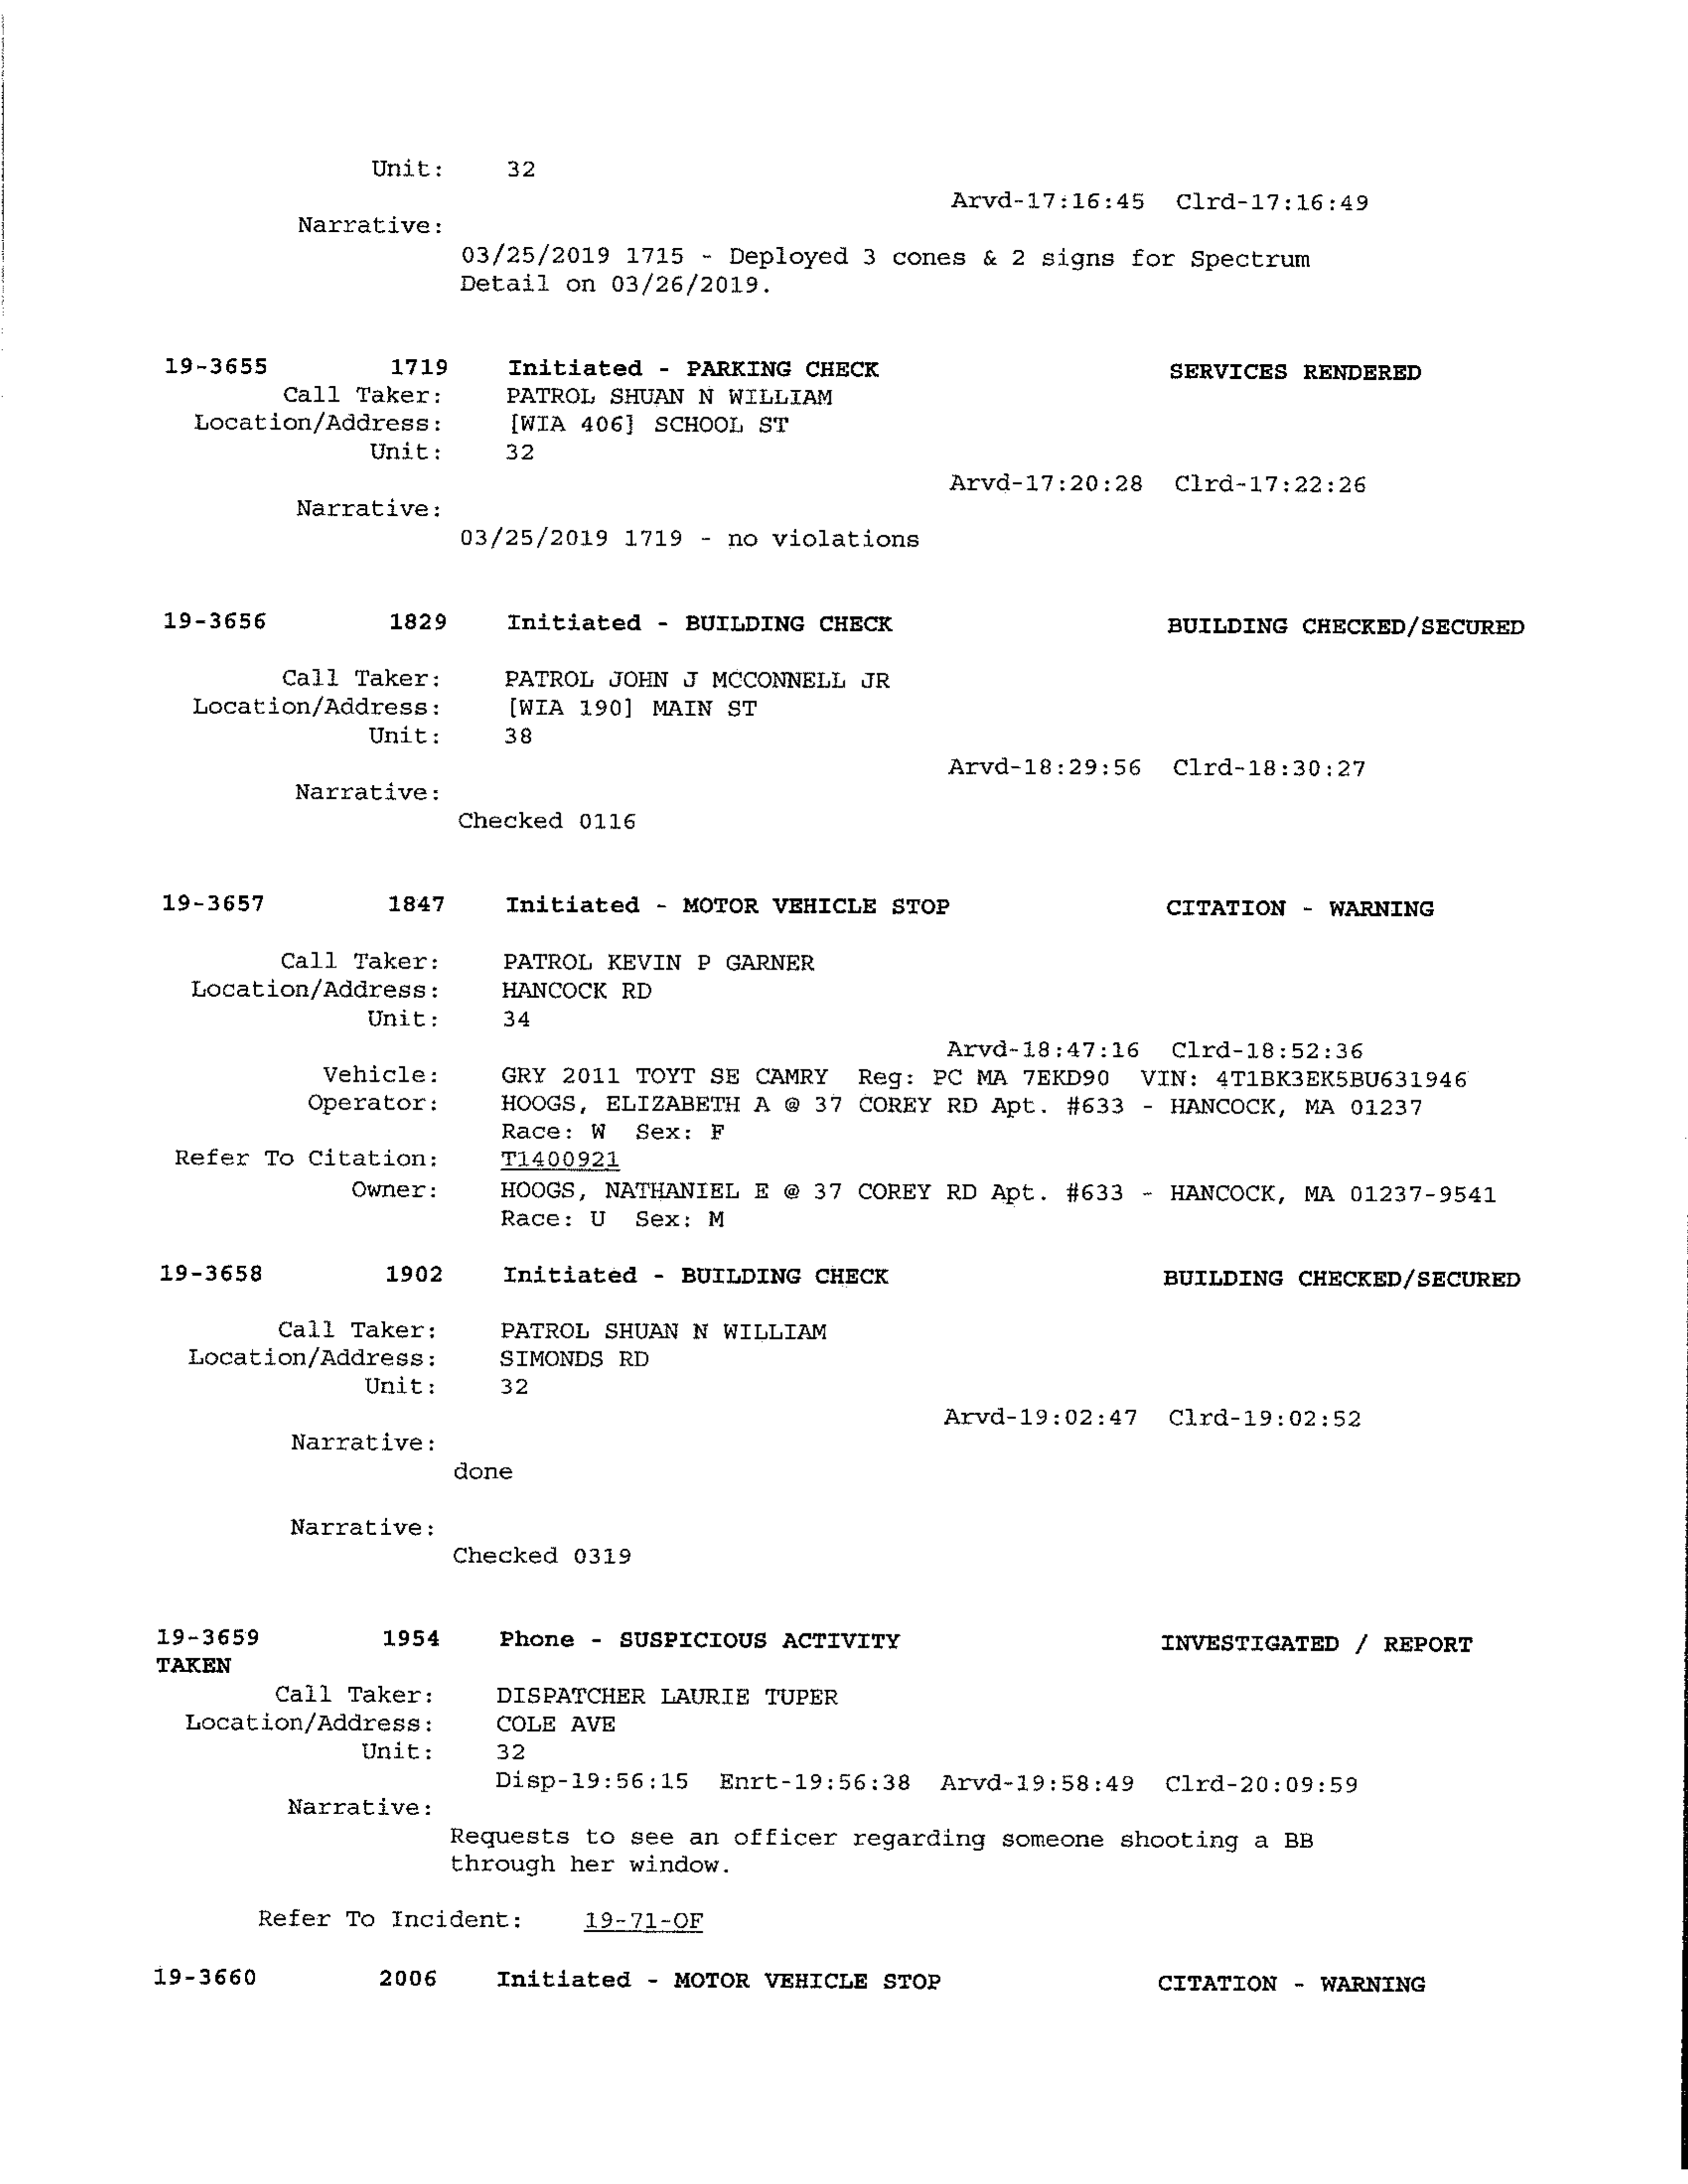 Unit: 32
Arvd-17:16:45 Clrd-17:16:49
Narrative:
03/25/2019 1715 - Deployed 3 cones & 2 signs for Spectrum
Detail on 03/26/2019.
19-3655 1719 Initiated - PARKING CHECK SERVICES RENDERED
Call Taker: PATROL SHUAN N WILLIAM
Location/Address: [WIA 406] SCHOOL ST
Unit: 32
Arvd-17:20:28 Clrd-17:22:26
Narrative:
03/25/2019 1719 - no violations
19-3656 1829 Initiated - BUILDING CHECK BUILDING CHECKED/SECURED
Call Taker: PATROL JOHN J MCCONNELL JR
Location/Address: [WIA 190] MAIN ST
Unit: 38
Arvd-18:29:56 Clrd-18:30:27
Narrative:
Checked 0116
19-3657 1847 Initiated - MOTOR VEHICLE STOP CITATION - WARNING
Call Taker: PATROL KEVIN P GARNER
Location/Address: HANCOCK RD
Unit: 34
Arvd-18:47:16 Clrd-18:52:36
Vehicle: GRY 2011 TOYT SE CAMRY Reg: PC MA 7EKD90 VIN: 4T1BK3EK5BU631946
Operator: HOOGS, ELIZABETH A @ 37 COREY RD Apt. #633 - HANCOCK, MA 01237
Race: W Sex: F
Refer To Citation: T1400921
Owner: HOOGS, NATHANIEL E @ 37 COREY RD Apt. #633 - HANCOCK, MA 01237-9541
Race: U Sex: M
19-3658 1902 Initiated - BUILDING CHECK BUILDING CHECKED/SECURED
Call Taker: PATROL SHUAN N WILLIAM
Location/Address: SIMONDS RD
Unit: 32
Arvd-19:02:47 Clrd-19:02:52
Narrative:
done
Narrative:
Checked 0319
19-3659 1954 Phone - SUSPICIOUS ACTIVITY INVESTIGATED / REPORT
TAKEN
Call Taker: DISPATCHER LAURIE TUPER
Location/Address: COLE AVE
Unit: 32
Disp-19:56:15 Enrt-19:56:38 Arvd-19:58:49 Clrd-20:09:59
Narrative:
Requests to see an officer regarding someone shooting a BB
through her window.
Refer To Incident: 19-71-OF
19-3660 2006 Initiated - MOTOR VEHICLE STOP CITATION - WARNING